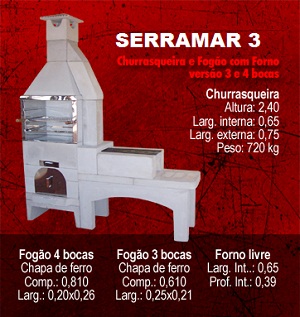 SERRAMAR 3
Churrasqueira e Fogão com Forno
versão 3 e 4 bocas
Churrasqueira
Altura: 2,40
Larg. interna: 0,65
Larg. externa: 0,75
Peso: 720 kg
Fogão 4 bocas
Chapa de ferro
Comp.: 0,810
Larg.: 0,20x0,26
Fogão 3 bocas
Chapa de ferro
Comp.: 0,610
Larg.: 0,25x0,21
Forno livre
Larg. Int..: 0,65
Prof. Int.: 0,39